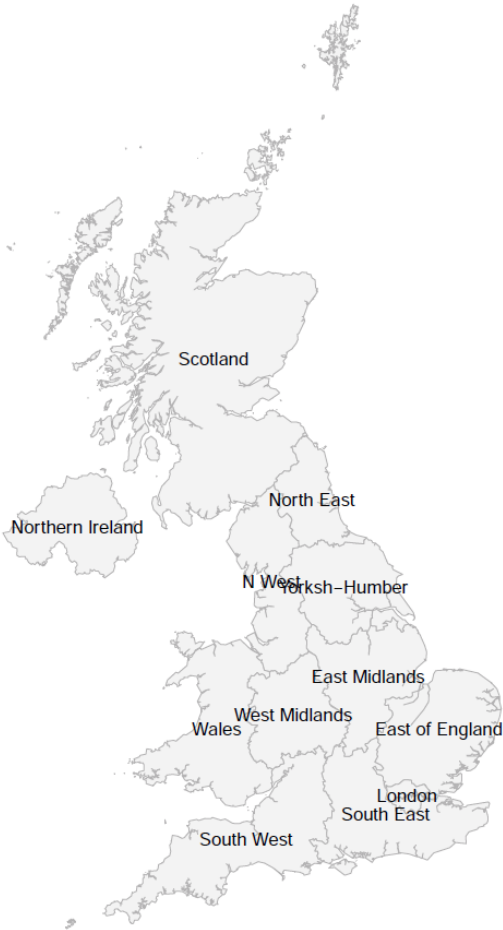 Scotland
North East
Northern Ireland
N West
Yorksh−Humber
East Midlands
West Midlands
Wales
East of England
London
South East
South West